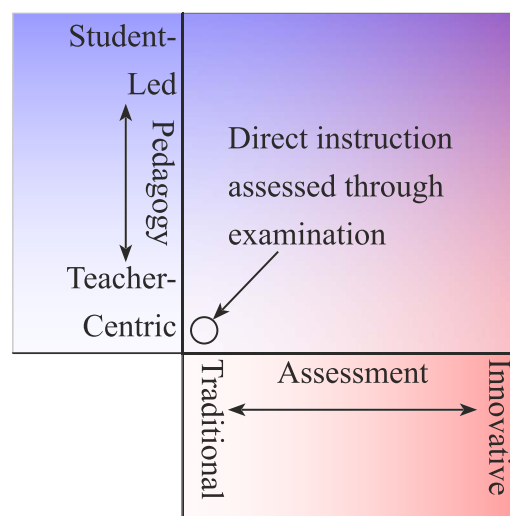 Student-
Led
Pedagogy
Teacher-
Centric
Direct instruction
assessed through
examination
Traditional
Assessment
Innovative